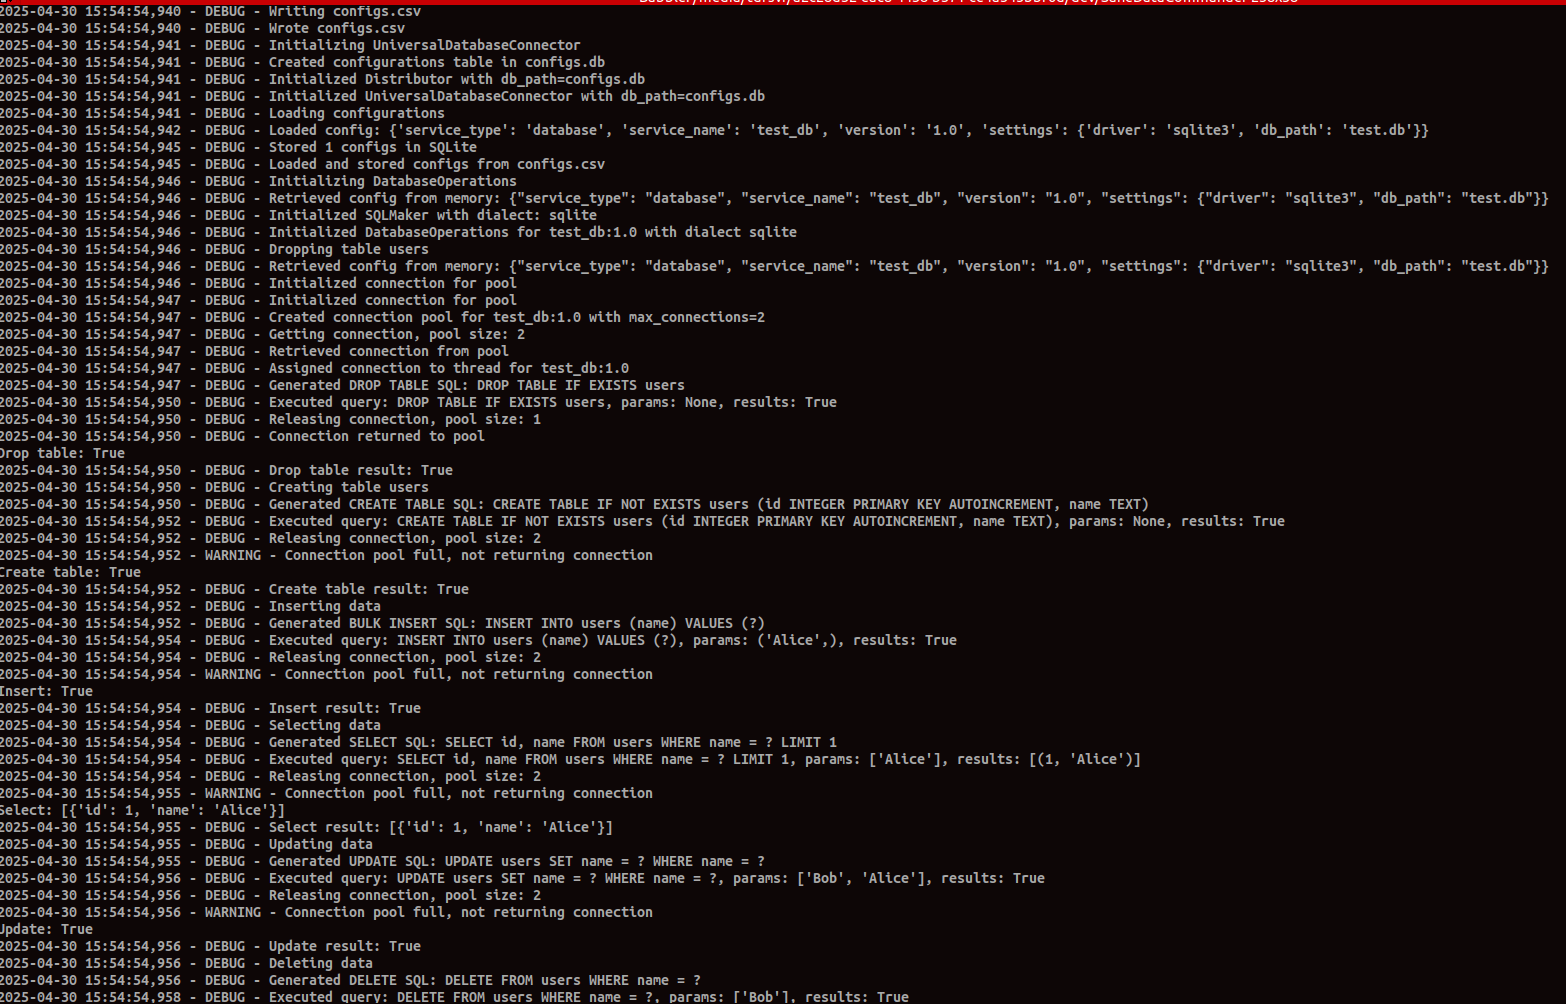 2025-04-30 15:54:54,940 - DEBUG - Writing configs.csv
2025-04-30 15:54:54,940 - DEBUG - Wrote configs.csv
2025-04-30 15:54:54,941 - DEBUG - Initializing UniversalDatabaseConnector
2025-04-30 15:54:54,941 - DEBUG - Created configurations table in configs.db
2025-04-30 15:54:54,941 - DEBUG - Initialized Distributor with db_path=configs.db
2025-04-30 15:54:54,941 - DEBUG - Initialized UniversalDatabaseConnector with db_path=configs.db
2025-04-30 15:54:54,941 - DEBUG - Loading configurations
2025-04-30 15:54:54,942 - DEBUG - Loaded config: {'service_type': 'database', 'service_name': 'test_db', 'version': '1.0', 'settings': {'driver': 'sqlite3', 'db_path': 'test.db'}}
2025-04-30 15:54:54,945 - DEBUG - Stored 1 configs in SQLite
2025-04-30 15:54:54,945 - DEBUG - Loaded and stored configs from configs.csv
2025-04-30 15:54:54,946 - DEBUG - Initializing DatabaseOperations
2025-04-30 15:54:54,946 - DEBUG - Retrieved config from memory: {"service_type": "database", "service_name": "test_db", "version": "1.0", "settings": {"driver": "sqlite3", "db_path": "test.db"}}
2025-04-30 15:54:54,946 - DEBUG - Initialized SQLMaker with dialect: sqlite
2025-04-30 15:54:54,946 - DEBUG - Initialized DatabaseOperations for test_db:1.0 with dialect sqlite
2025-04-30 15:54:54,946 - DEBUG - Dropping table users
2025-04-30 15:54:54,946 - DEBUG - Retrieved config from memory: {"service_type": "database", "service_name": "test_db", "version": "1.0", "settings": {"driver": "sqlite3", "db_path": "test.db"}}
2025-04-30 15:54:54,946 - DEBUG - Initialized connection for pool
2025-04-30 15:54:54,947 - DEBUG - Initialized connection for pool
2025-04-30 15:54:54,947 - DEBUG - Created connection pool for test_db:1.0 with max_connections=2
2025-04-30 15:54:54,947 - DEBUG - Getting connection, pool size: 2
2025-04-30 15:54:54,947 - DEBUG - Retrieved connection from pool
2025-04-30 15:54:54,947 - DEBUG - Assigned connection to thread for test_db:1.0
2025-04-30 15:54:54,947 - DEBUG - Generated DROP TABLE SQL: DROP TABLE IF EXISTS users
2025-04-30 15:54:54,950 - DEBUG - Executed query: DROP TABLE IF EXISTS users, params: None, results: True
2025-04-30 15:54:54,950 - DEBUG - Releasing connection, pool size: 1
2025-04-30 15:54:54,950 - DEBUG - Connection returned to pool
Drop table: True
2025-04-30 15:54:54,950 - DEBUG - Drop table result: True
2025-04-30 15:54:54,950 - DEBUG - Creating table users
2025-04-30 15:54:54,950 - DEBUG - Generated CREATE TABLE SQL: CREATE TABLE IF NOT EXISTS users (id INTEGER PRIMARY KEY AUTOINCREMENT, name TEXT)
2025-04-30 15:54:54,952 - DEBUG - Executed query: CREATE TABLE IF NOT EXISTS users (id INTEGER PRIMARY KEY AUTOINCREMENT, name TEXT), params: None, results: True
2025-04-30 15:54:54,952 - DEBUG - Releasing connection, pool size: 2
2025-04-30 15:54:54,952 - WARNING - Connection pool full, not returning connection
Create table: True
2025-04-30 15:54:54,952 - DEBUG - Create table result: True
2025-04-30 15:54:54,952 - DEBUG - Inserting data
2025-04-30 15:54:54,952 - DEBUG - Generated BULK INSERT SQL: INSERT INTO users (name) VALUES (?)
2025-04-30 15:54:54,954 - DEBUG - Executed query: INSERT INTO users (name) VALUES (?), params: ('Alice',), results: True
2025-04-30 15:54:54,954 - DEBUG - Releasing connection, pool size: 2
2025-04-30 15:54:54,954 - WARNING - Connection pool full, not returning connection
Insert: True
2025-04-30 15:54:54,954 - DEBUG - Insert result: True
2025-04-30 15:54:54,954 - DEBUG - Selecting data
2025-04-30 15:54:54,954 - DEBUG - Generated SELECT SQL: SELECT id, name FROM users WHERE name = ? LIMIT 1
2025-04-30 15:54:54,954 - DEBUG - Executed query: SELECT id, name FROM users WHERE name = ? LIMIT 1, params: ['Alice'], results: [(1, 'Alice')]
2025-04-30 15:54:54,954 - DEBUG - Releasing connection, pool size: 2
2025-04-30 15:54:54,955 - WARNING - Connection pool full, not returning connection
Select: [{'id': 1, 'name': 'Alice'}]
2025-04-30 15:54:54,955 - DEBUG - Select result: [{'id': 1, 'name': 'Alice'}]
2025-04-30 15:54:54,955 - DEBUG - Updating data
2025-04-30 15:54:54,955 - DEBUG - Generated UPDATE SQL: UPDATE users SET name = ? WHERE name = ?
2025-04-30 15:54:54,956 - DEBUG - Executed query: UPDATE users SET name = ? WHERE name = ?, params: ['Bob', 'Alice'], results: True
2025-04-30 15:54:54,956 - DEBUG - Releasing connection, pool size: 2
2025-04-30 15:54:54,956 - WARNING - Connection pool full, not returning connection
Update: True
2025-04-30 15:54:54,956 - DEBUG - Update result: True
2025-04-30 15:54:54,956 - DEBUG - Deleting data
2025-04-30 15:54:54,956 - DEBUG - Generated DELETE SQL: DELETE FROM users WHERE name = ?
2025-04-30 15:54:54,958 - DEBUG - Executed query: DELETE FROM users WHERE name = ?, params: ['Bob'], results: True